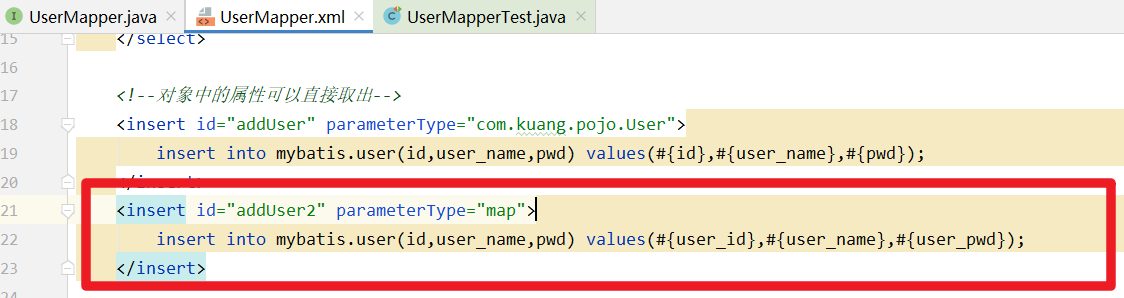 UserMapper.java × UserMapper.xml × UserMapperTest.java ×
15 </select>
16
17 <!--对象中的属性可以直接取出-->
18 <insert id="addUser" parameterType="com.kuang.pojo.User">
19 insert into mybatis.user(id,user_name,pwd) values(#{id},#{user_name},#{pwd});
20 </insert>
21 <insert id="addUser2" parameterType="map">
22 insert into mybatis.user(id,user_name,pwd) values(#{user_id},#{user_name},#{user_pwd});
23 </insert>
24